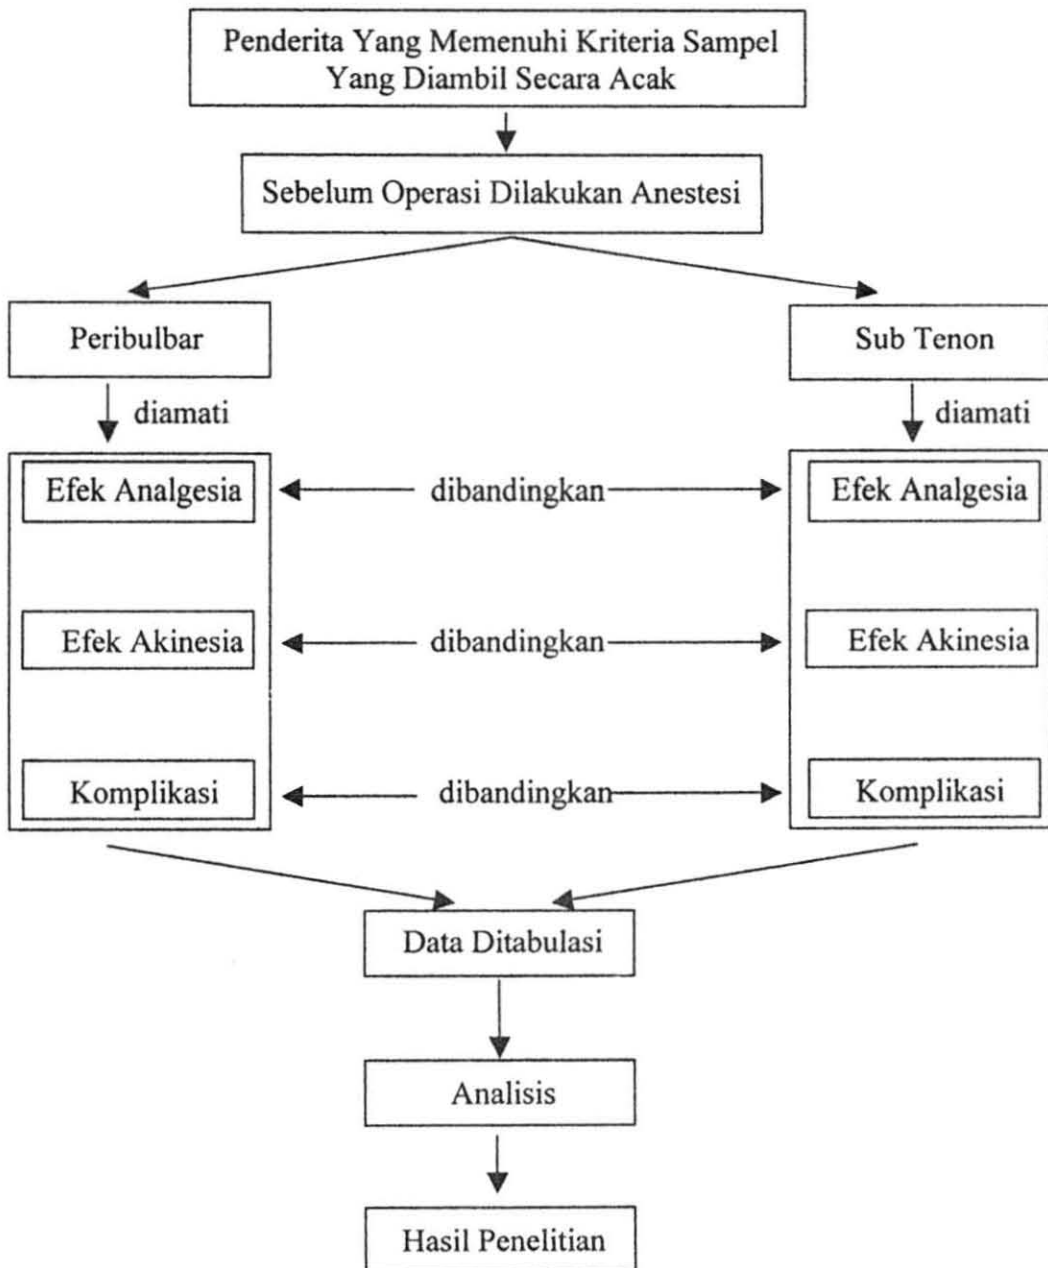 Penderita Yang Memenuhi Kriteria Sampel
Yang Diambil Secara Acak
Sebelum Operasi Dilakukan Anestesi
Peribulbar
Sub Tenon
diamati
diamati
Efek Analgesia
dibandingkan
Efek Analgesia
Efek Akinesia
dibandingkan
Efek Akinesia
Komplikasi
dibandingkan
Komplikasi
Data Ditabulasi
Analisis
Hasil Penelitian